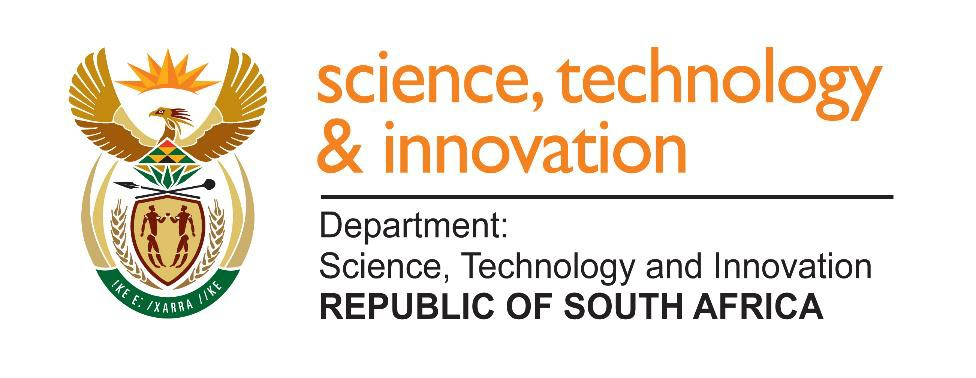 science, technology
& innovation
Department:
Science, Technology and Innovation
REPUBLIC OF SOUTH AFRICA
!KE E: /XARRA //KE